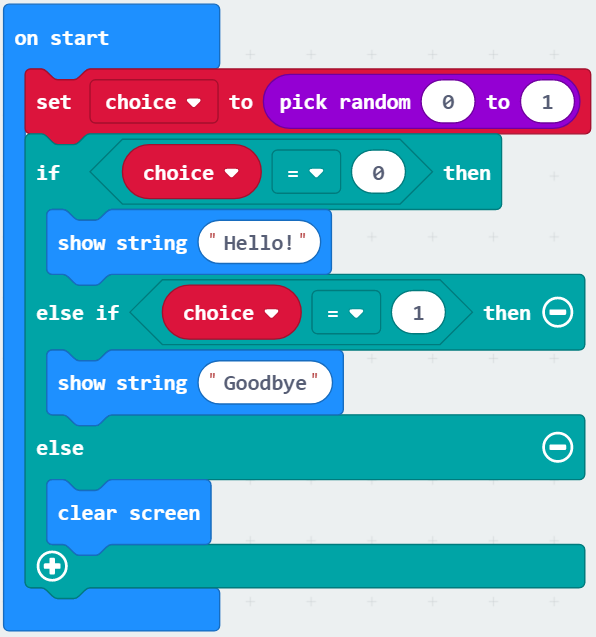 on start
set choice to pick random 0 to 1
if choice = 0 then
show string "Hello!"
else if choice = 1 then
show string "Goodbye"
else
clear screen